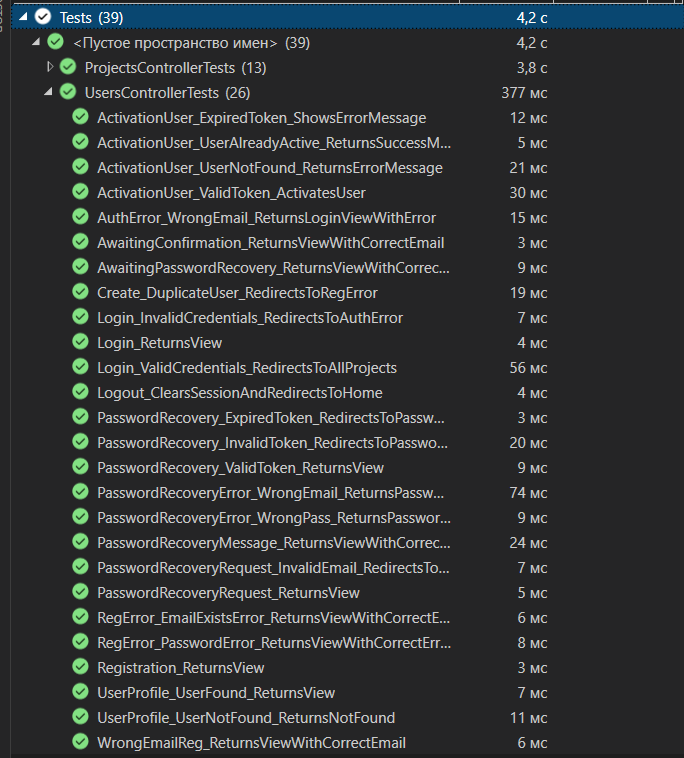 Tests (39) 4,2 с
<Пустое пространство имен> (39) 4,2 с
ProjectsControllerTests (13) 3,8 с
UsersControllerTests (26) 377 мс
ActivationUser_ExpiredToken_ShowsErrorMessage 12 мс
ActivationUser_UserAlreadyActive_ReturnsSuccessM... 5 мс
ActivationUser_UserNotFound_ReturnsErrorMessage 21 мс
ActivationUser_ValidToken_ActivatesUser 30 мс
AuthError_WrongEmail_ReturnsLoginViewWithError 15 мс
AwaitingConfirmation_ReturnsViewWithCorrectEmail 3 мс
AwaitingPasswordRecovery_ReturnsViewWithCorrec... 9 мс
Create_DuplicateUser_RedirectsToRegError 19 мс
Login_InvalidCredentials_RedirectsToAuthError 7 мс
Login_ReturnsView 4 мс
Login_ValidCredentials_RedirectsToAllProjects 56 мс
Logout_ClearsSessionAndRedirectsToHome 4 мс
PasswordRecovery_ExpiredToken_RedirectsToPassw... 3 мс
PasswordRecovery_InvalidToken_RedirectsToPasswo... 20 мс
PasswordRecovery_ValidToken_ReturnsView 9 мс
PasswordRecoveryError_WrongEmail_ReturnsPassw... 74 мс
PasswordRecoveryError_WrongPass_ReturnsPasswor... 9 мс
PasswordRecoveryMessage_ReturnsViewWithCorrec... 24 мс
PasswordRecoveryRequest_InvalidEmail_RedirectsTo... 7 мс
PasswordRecoveryRequest_ReturnsView 5 мс
RegError_EmailExistsError_ReturnsViewWithCorrectE... 6 мс
RegError_PasswordError_ReturnsViewWithCorrectErr... 8 мс
Registration_ReturnsView 3 мс
UserProfile_UserFound_ReturnsView 7 мс
UserProfile_UserNotFound_ReturnsNotFound 11 мс
WrongEmailReg_ReturnsViewWithCorrectEmail 6 мс